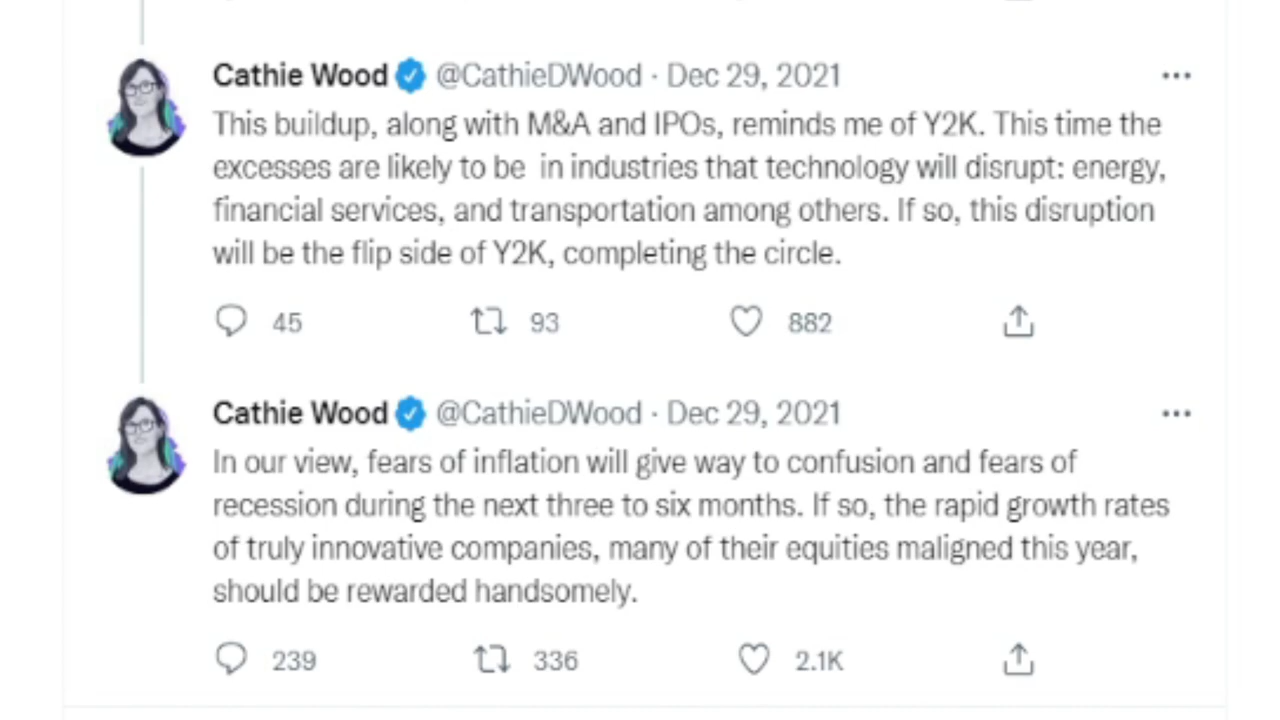 Cathie Wood @CathieDWood · Dec 29, 2021
This buildup, along with M&A and IPOs, reminds me of Y2K. This time the
excesses are likely to be  in industries that technology will disrupt: energy,
financial services, and transportation among others. If so, this disruption
will be the flip side of Y2K, completing the circle.
45 93 882
Cathie Wood @CathieDWood · Dec 29, 2021
In our view, fears of inflation will give way to confusion and fears of
recession during the next three to six months. If so, the rapid growth rates
of truly innovative companies, many of their equities maligned this year,
should be rewarded handsomely.
239 336 2.1K